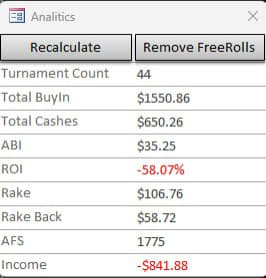 Analitics
Recalculate Remove FreeRolls
Turnament Count 44
Total BuyIn $1550.86
Total Cashes $650.26
ABI $35.25
ROI -58.07%
Rake $106.76
Rake Back $58.72
AFS 1775
Income -$841.88